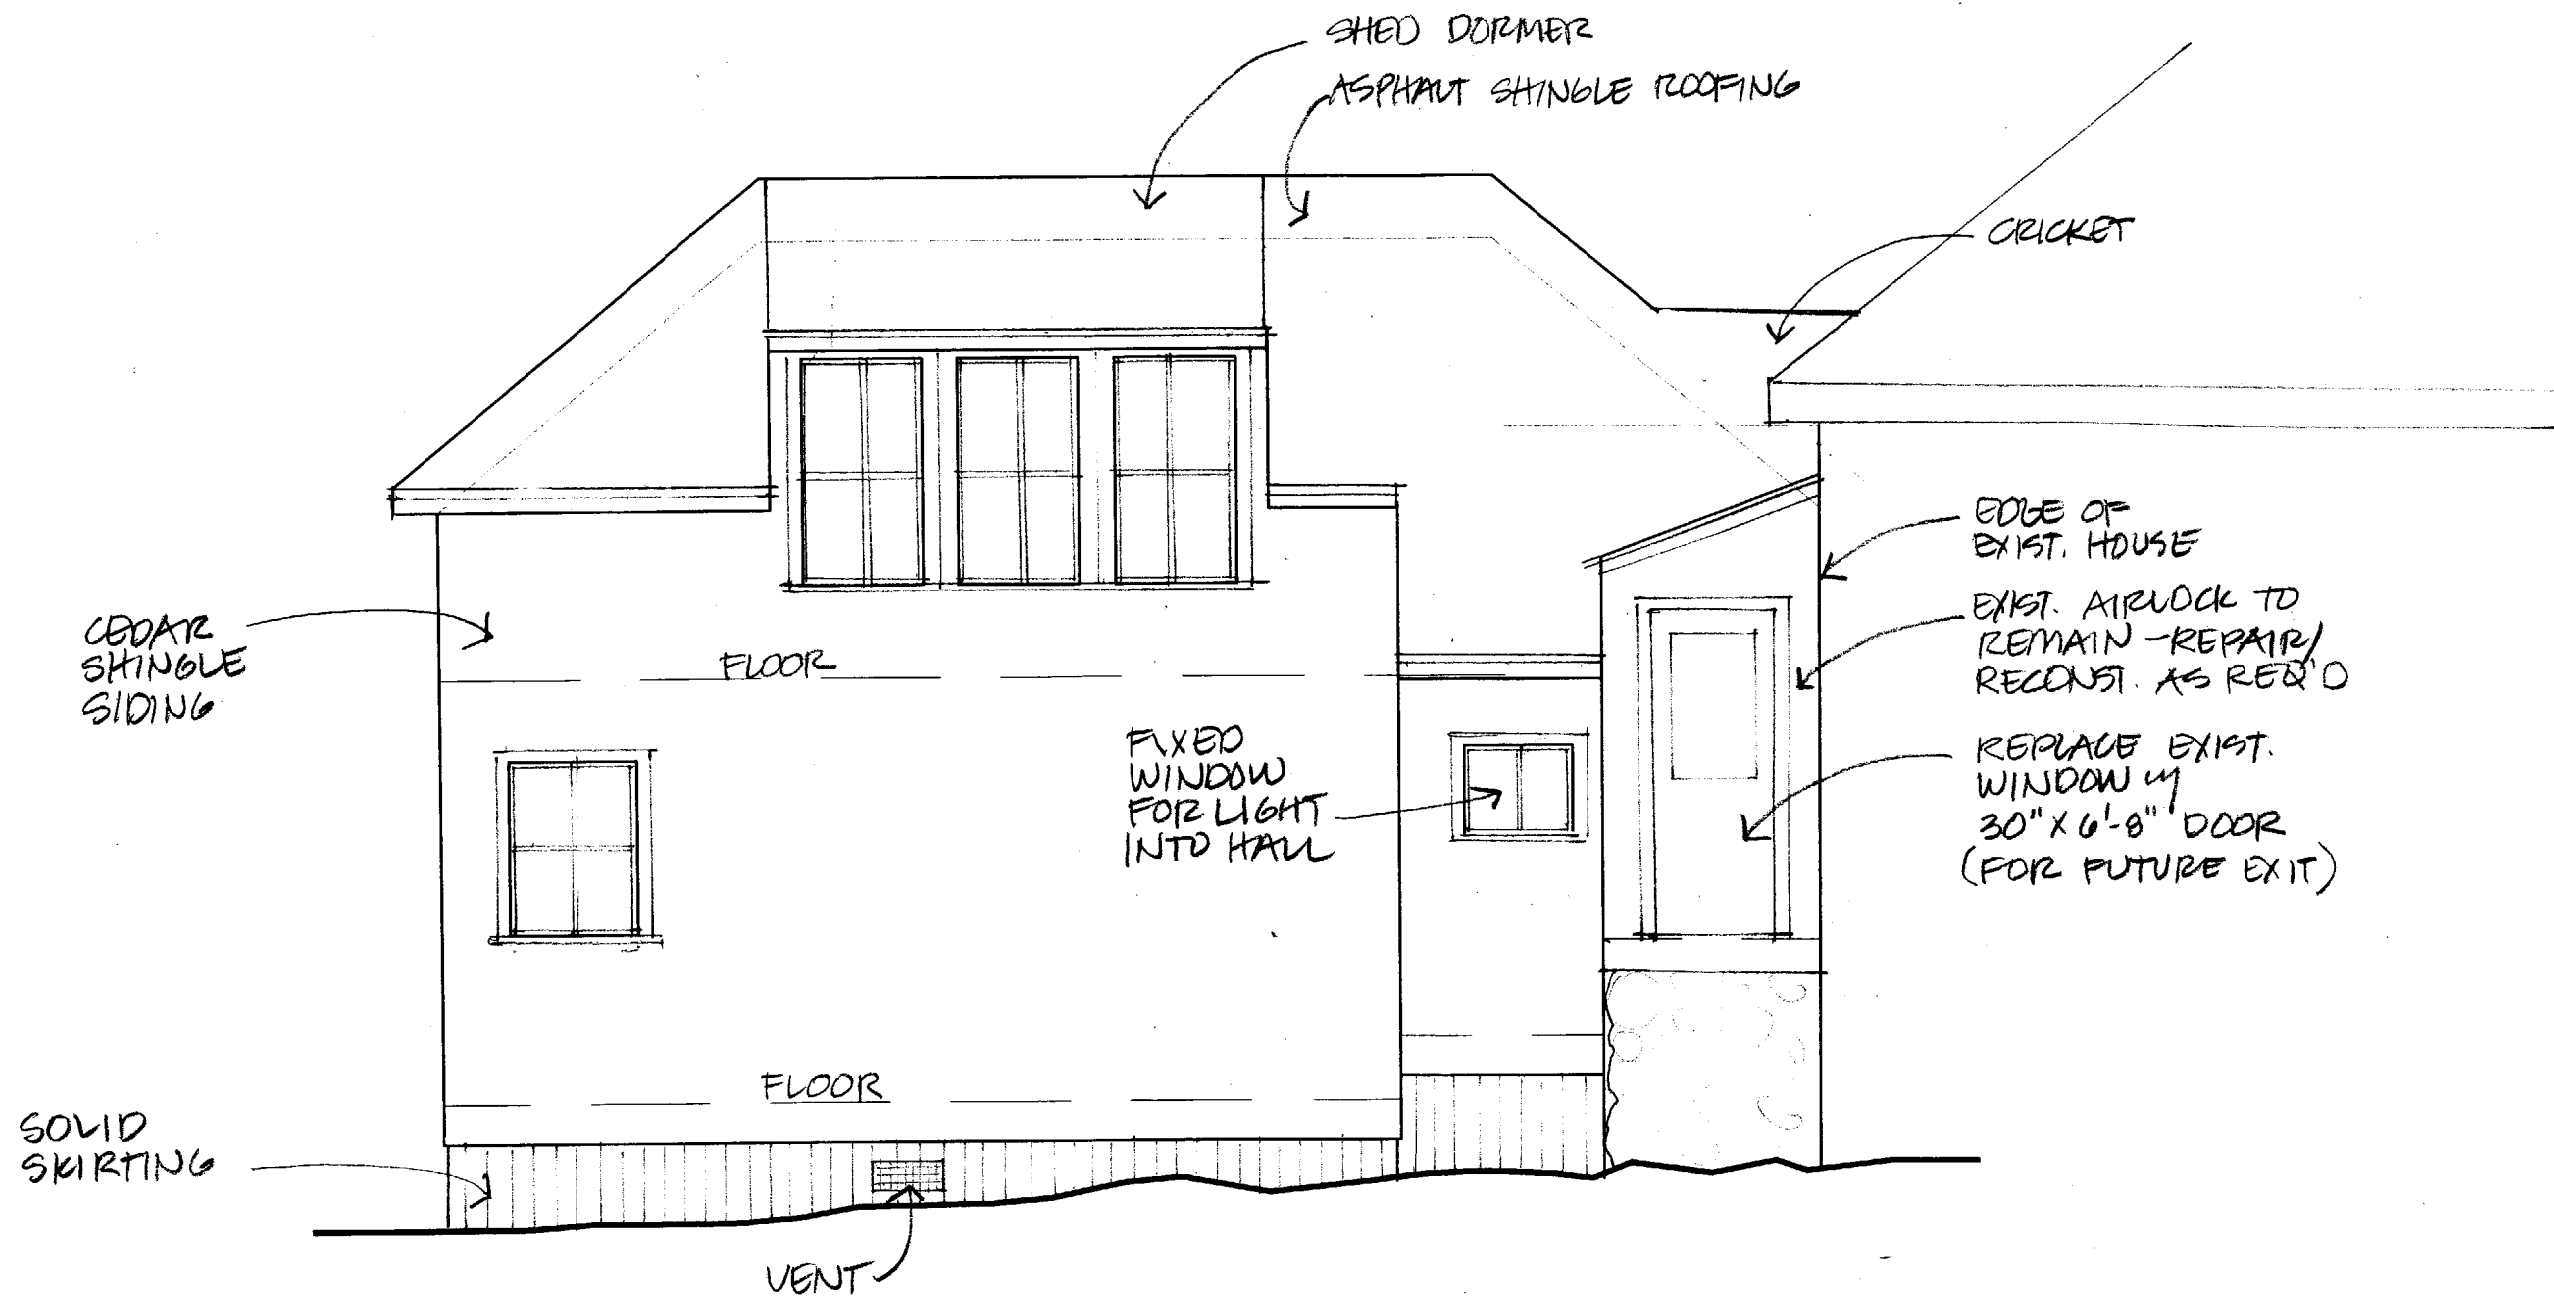 SHED DORMER
ASPHALT SHINGLE ROOFING
CRICKET
EDGE OF
EXIST. HOUSE
EXIST. AIRLOCK TO
REMAIN - REPAIR/
RECONST. AS REQ'D
CEDAR
SHINGLE
SIDING
FLOOR
FIXED
WINDOW
FOR LIGHT
INTO HALL
REPLACE EXIST.
WINDOW w/
30" X 6'-8" DOOR
(FOR FUTURE EXIT)
FLOOR
SOLID
SKIRTING
VENT